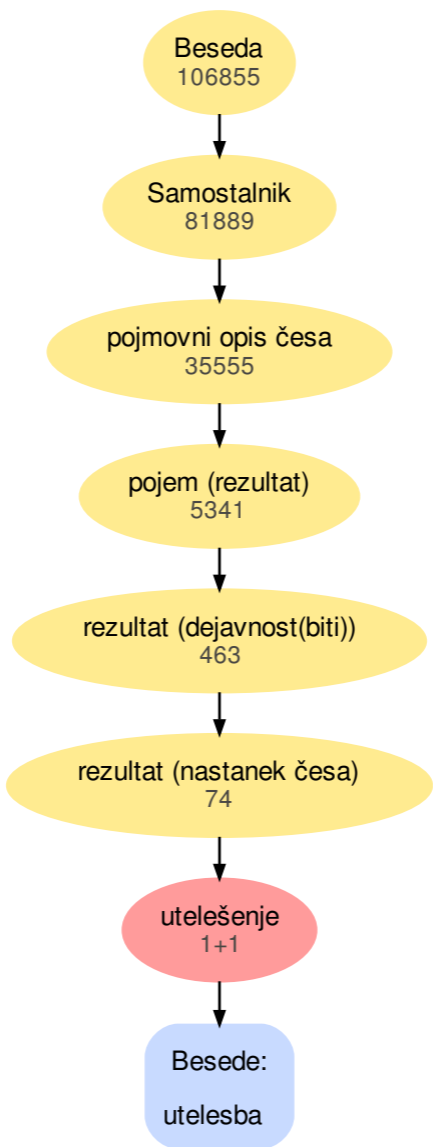 Beseda
106855
Samostalnik
81889
pojmovni opis česa
35555
pojem (rezultat)
5341
rezultat (dejavnost(biti))
463
rezultat (nastanek česa)
74
utelešenje
1+1
Besede:
utelesba